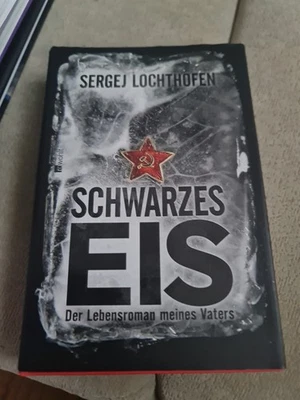 SERGEJ LOCHTHOFEN
SCHWARZES
EIS
Der Lebensroman meines Vaters